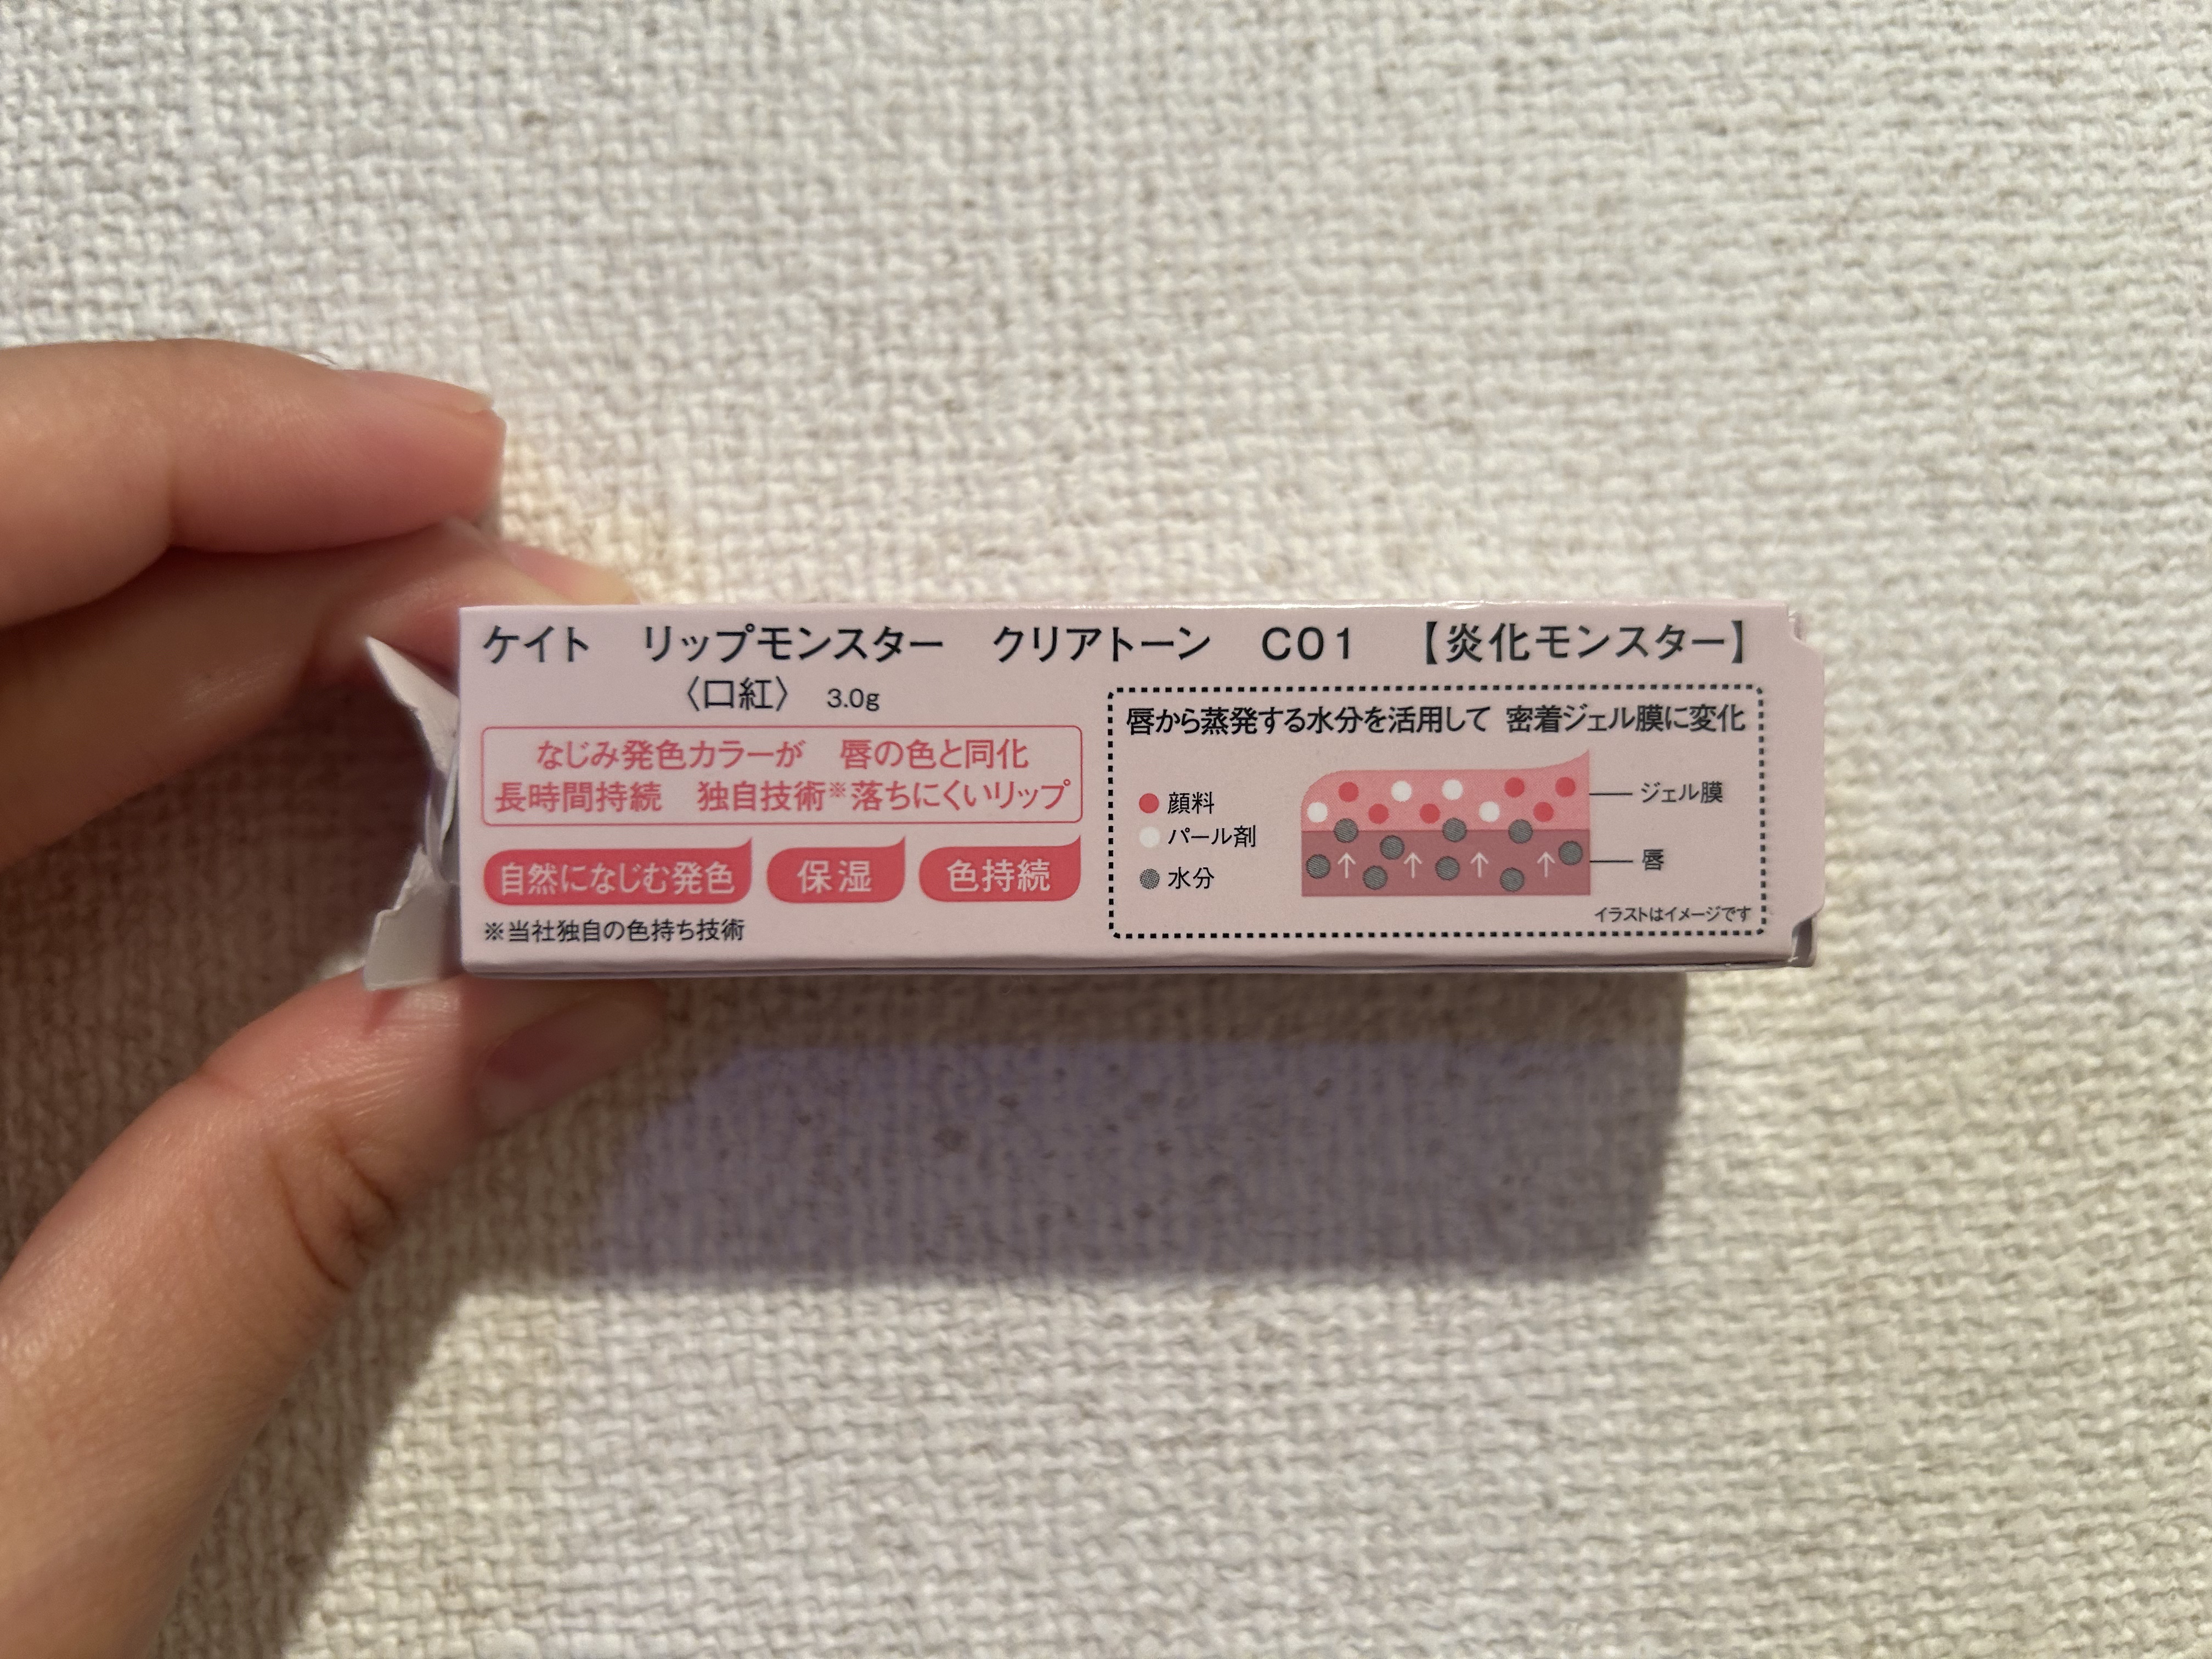 ケイト　リップモンスター　クリアトーン　C01　【炎化モンスター】
〈口紅〉 3.0g
なじみ発色カラーが　唇の色と同化
長時間持続　独自技術※落ちにくいリップ
自然になじむ発色 保湿 色持続
※当社独自の色持ち技術
唇から蒸発する水分を活用して 密着ジェル膜に変化
顔料
パール剤
水分
ジェル膜
唇
イラストはイメージです